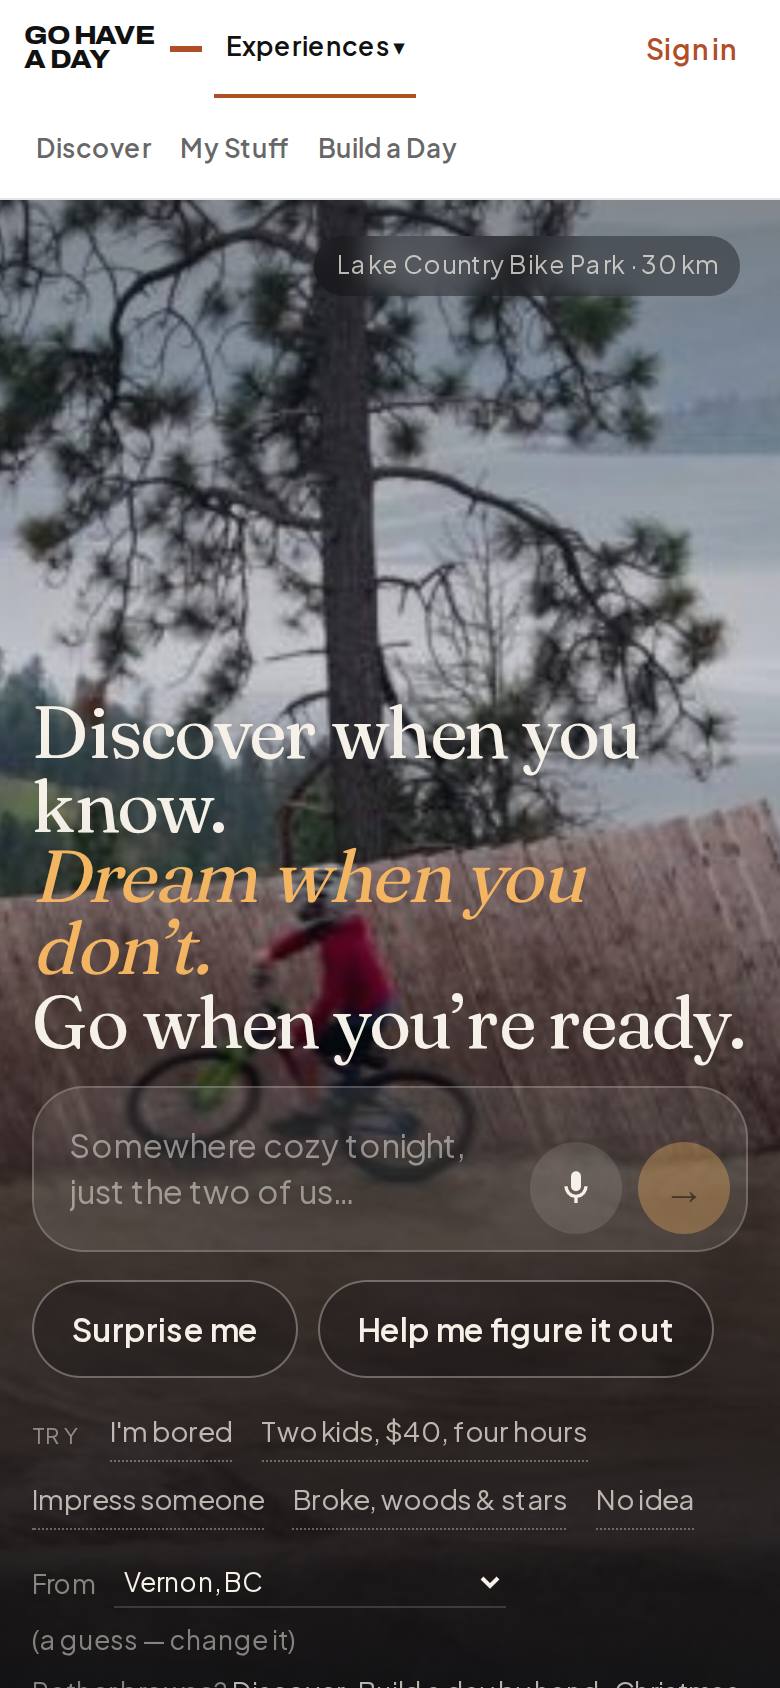 GO HAVE
A DAY
Experiences ▾
Sign in
Discover My Stuff Build a Day
Lake Country Bike Park · 30 km
Discover when you
know.
Dream when you
don’t.
Go when you’re ready.
Somewhere cozy tonight,
just the two of us…
→
Surprise me
Help me figure it out
TRY I'm bored Two kids, $40, four hours
Impress someone Broke, woods & stars No idea
From Vernon, BC
(a guess — change it)